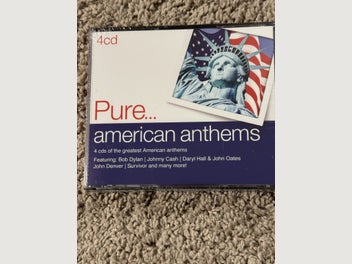 4cd
Pure...
american anthems
4 cds of the greatest American anthems
Featuring: Bob Dylan | Johnny Cash | Daryl Hall & John Oates
John Denver | Survivor and many more!